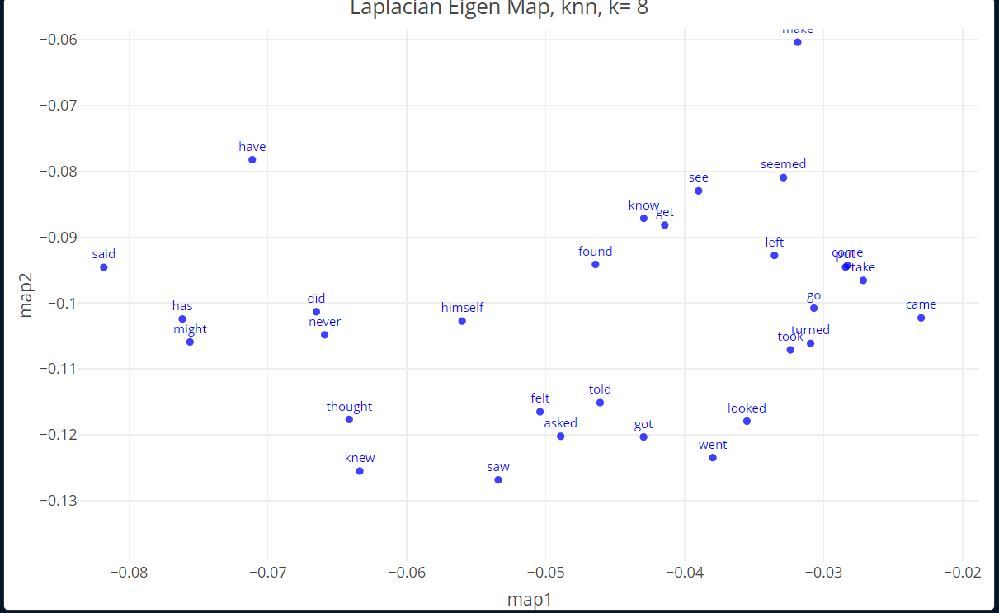 Laplacian Eigen Map, knn, k= 8
make
−0.06
−0.07
have
−0.08
seemed
see
know
get
−0.09
left
said
found
come
put
take
−0.1
has
did
himself
go
came
might
never
took
turned
−0.11
thought
felt
told
looked
asked
got
−0.12
knew
saw
went
−0.13
map2
−0.08 −0.07 −0.06 −0.05 −0.04 −0.03 −0.02
map1